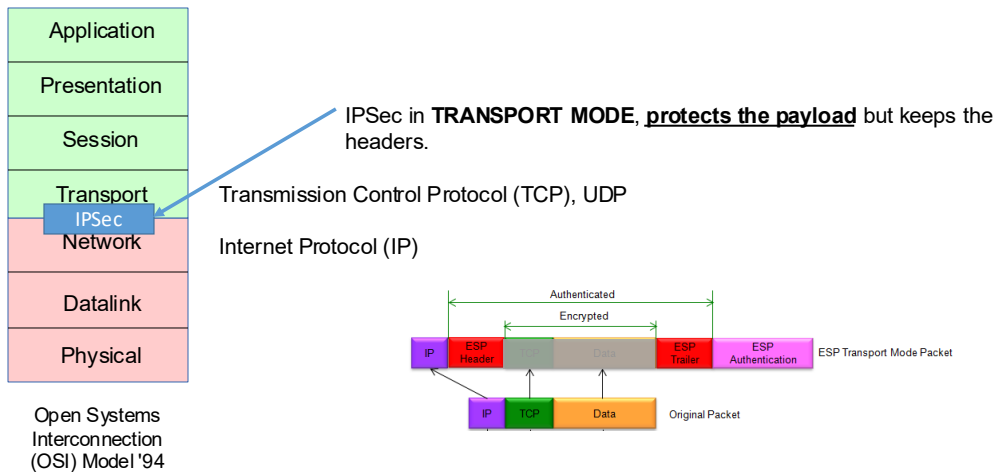 Application
Presentation
Session
Transport
IPSec
Network
Datalink
Physical
Open Systems
Interconnection
(OSI) Model '94
IPSec in TRANSPORT MODE, protects the payload but keeps the
headers.
Transmission Control Protocol (TCP), UDP
Internet Protocol (IP)
Authenticated
Encrypted
IP
ESP
Header
TCP
Data
ESP
Trailer
ESP
Authentication
ESP Transport Mode Packet
IP
TCP
Data
Original Packet